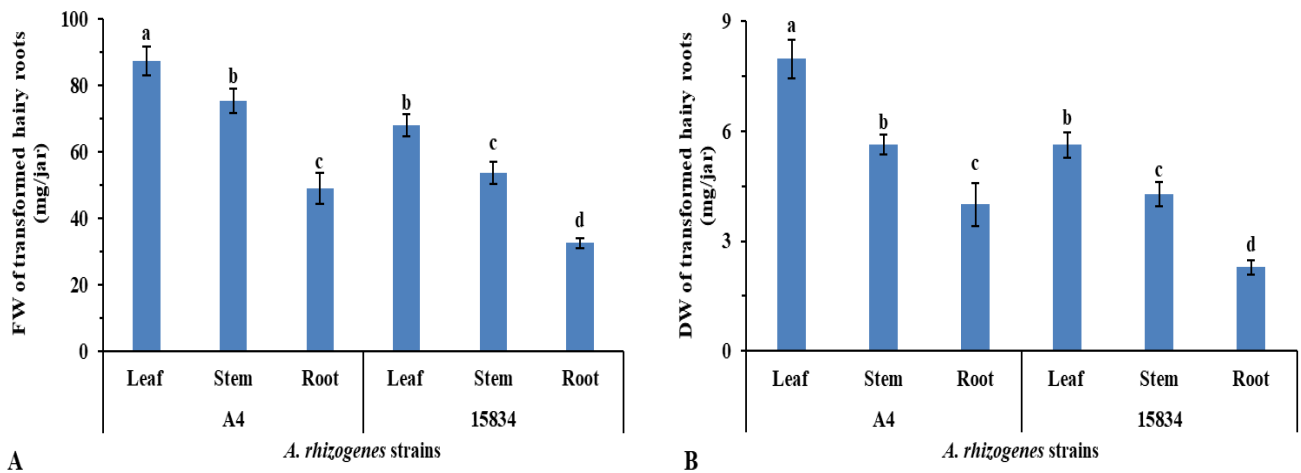 FW of transformed hairy roots
(mg/jar)
100
80
60
40
20
0
a
b
c
b
c
d
Leaf Stem Root Leaf Stem Root
A4 15834
A. rhizogenes strains
A
DW of transformed hairy roots
(mg/jar)
9
6
3
0
a
b
c
b
c
d
Leaf Stem Root Leaf Stem Root
A4 15834
A. rhizogenes strains
B